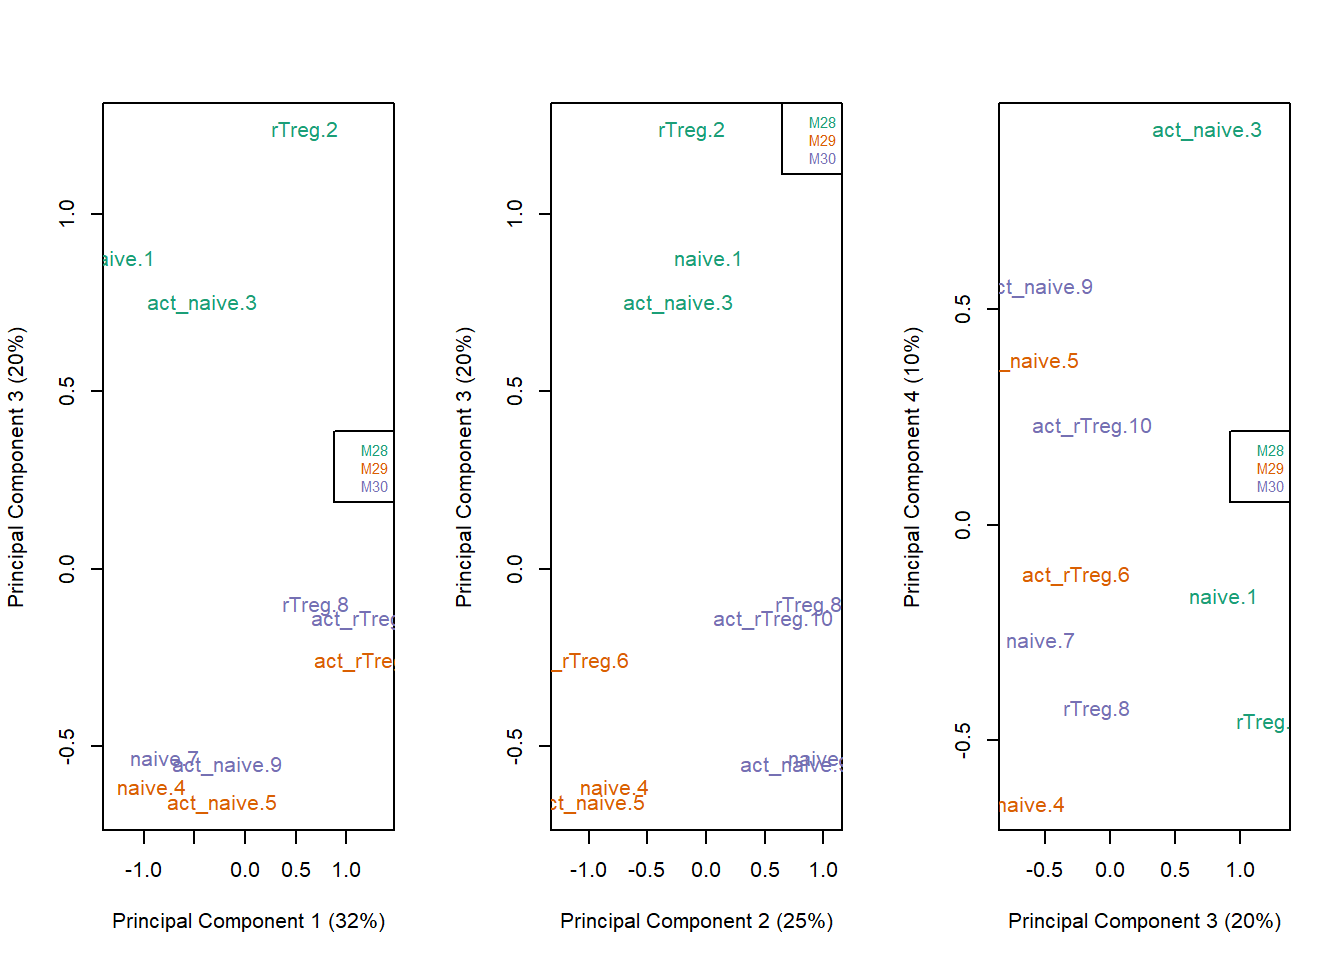 Principal Component 3 (20%)
1.0
0.5
0.0
-0.5
rTreg.2
aive.1
act_naive.3
M28
M29
M30
rTreg.8
act_rTreg
act_rTreg
naive.7
act_naive.9
naive.4
act_naive.5
-1.0 0.0 0.5 1.0
Principal Component 1 (32%)
Principal Component 3 (20%)
1.0
0.5
0.0
-0.5
rTreg.2
M28
M29
M30
naive.1
act_naive.3
rTreg.8
act_rTreg.10
_rTreg.6
naive.
act_naive.9
naive.4
ct_naive.5
-1.0 -0.5 0.0 0.5 1.0
Principal Component 2 (25%)
Principal Component 4 (10%)
0.5
0.0
-0.5
act_naive.3
ct_naive.9
_naive.5
act_rTreg.10
M28
M29
M30
act_rTreg.6
naive.1
naive.7
rTreg.8
rTreg.
naive.4
-0.5 0.0 0.5 1.0
Principal Component 3 (20%)